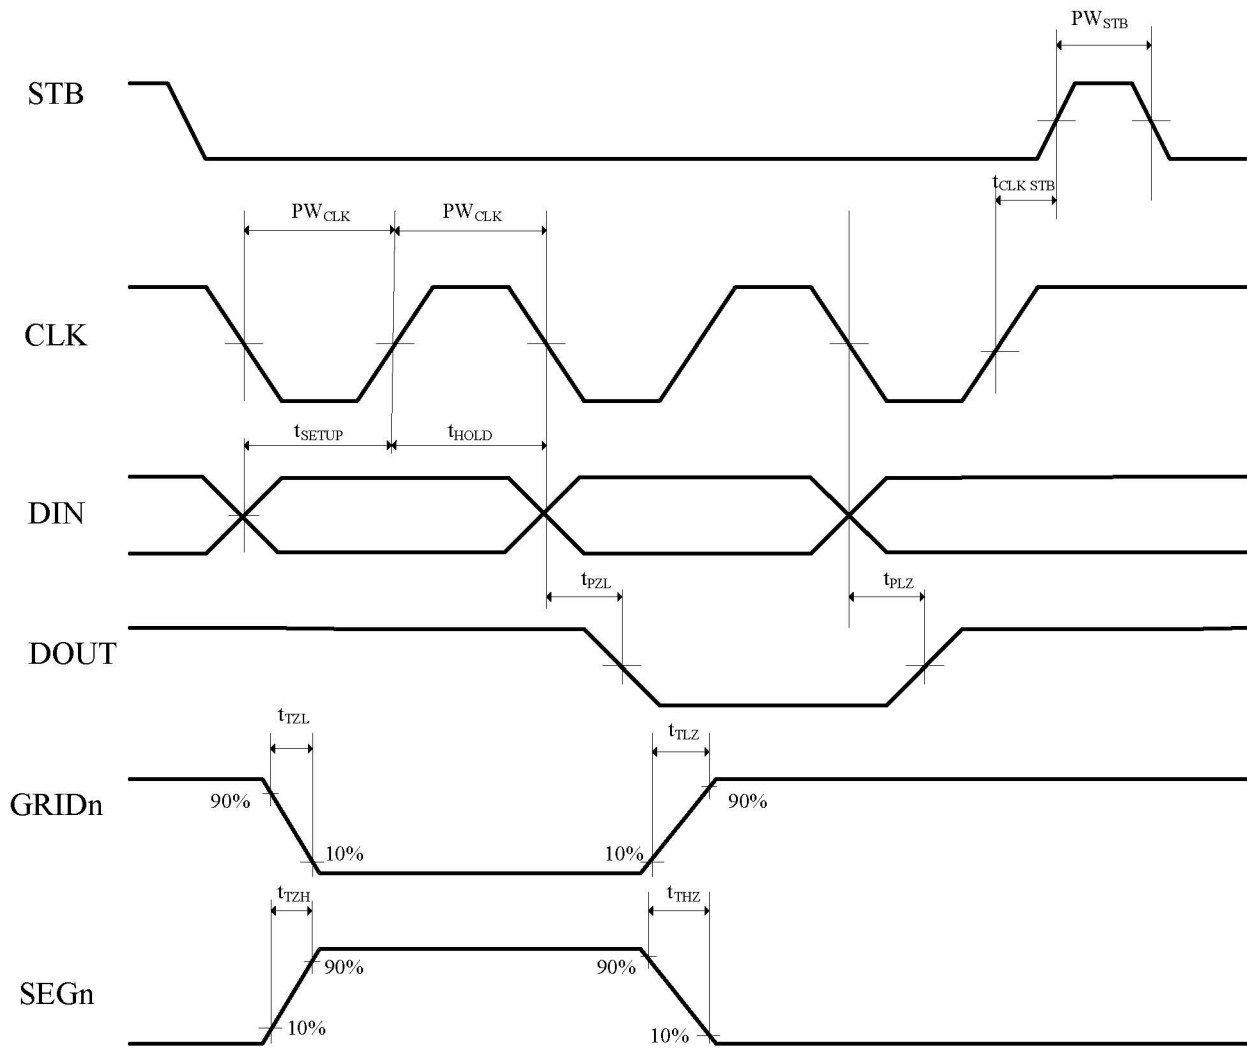 PW_STB
STB
t_CLK STB
PW_CLK PW_CLK
CLK
t_SETUP t_HOLD
DIN
t_PZL t_PLZ
DOUT
t_TZL t_TLZ
GRIDn 90% 90%
10% 10%
t_TZH t_THZ
90% 90%
SEGn
10% 10%